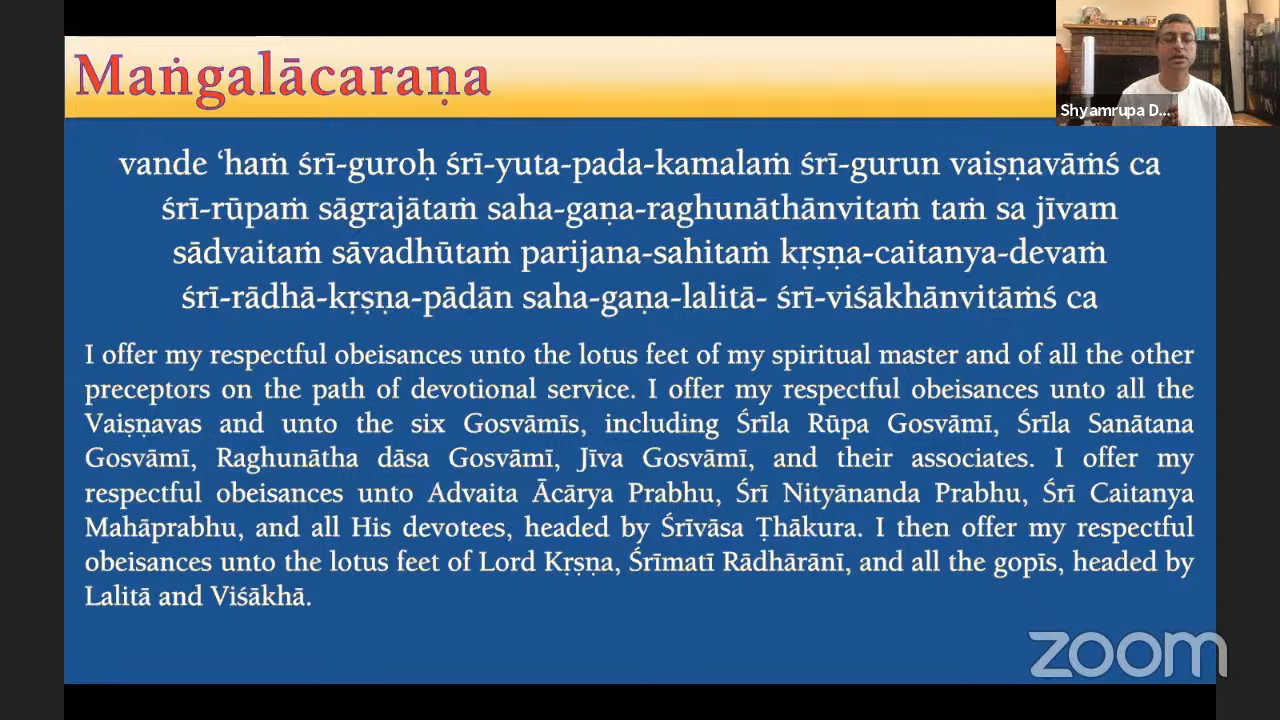 Maṅgalācaraṇa
Shyamrupa D...
vande ‘haṁ śrī-guroḥ śrī-yuta-pada-kamalaṁ śrī-gurun vaiṣṇavāṁś ca
śrī-rūpaṁ sāgrajātaṁ saha-gaṇa-raghunāthānvitaṁ taṁ sa jīvam
sādvaitaṁ sāvadhūtaṁ parijana-sahitaṁ kṛṣṇa-caitanya-devaṁ
śrī-rādhā-kṛṣṇa-pādān saha-gaṇa-lalitā- śrī-viśākhānvitāṁś ca
I offer my respectful obeisances unto the lotus feet of my spiritual master and of all the other
preceptors on the path of devotional service. I offer my respectful obeisances unto all the
Vaiṣṇavas and unto the six Gosvāmīs, including Śrīla Rūpa Gosvāmī, Śrīla Sanātana
Gosvāmī, Raghunātha dāsa Gosvāmī, Jīva Gosvāmī, and their associates. I offer my
respectful obeisances unto Advaita Ācārya Prabhu, Śrī Nityānanda Prabhu, Śrī Caitanya
Mahāprabhu, and all His devotees, headed by Śrīvāsa Ṭhākura. I then offer my respectful
obeisances unto the lotus feet of Lord Kṛṣṇa, Śrīmatī Rādhārānī, and all the gopīs, headed by
Lalitā and Viśākhā.
zoom